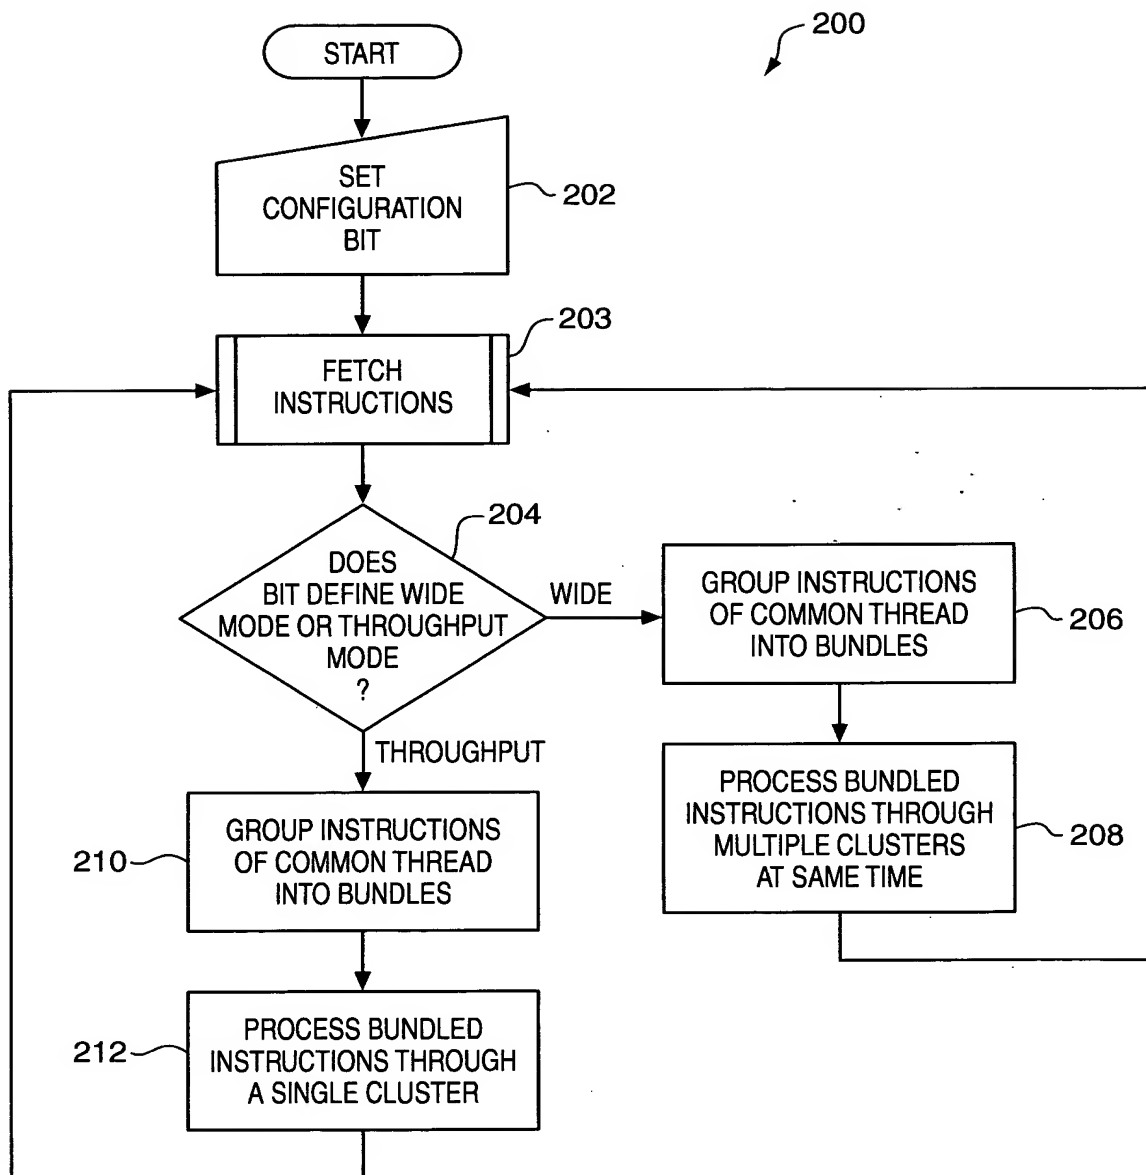 200
START
SET
CONFIGURATION
BIT
202
203
FETCH
INSTRUCTIONS
204
DOES
BIT DEFINE WIDE
MODE OR THROUGHPUT
MODE
?
WIDE
GROUP INSTRUCTIONS
OF COMMON THREAD
INTO BUNDLES
206
PROCESS BUNDLED
INSTRUCTIONS THROUGH
MULTIPLE CLUSTERS
AT SAME TIME
208
THROUGHPUT
GROUP INSTRUCTIONS
OF COMMON THREAD
INTO BUNDLES
210
PROCESS BUNDLED
INSTRUCTIONS THROUGH
A SINGLE CLUSTER
212